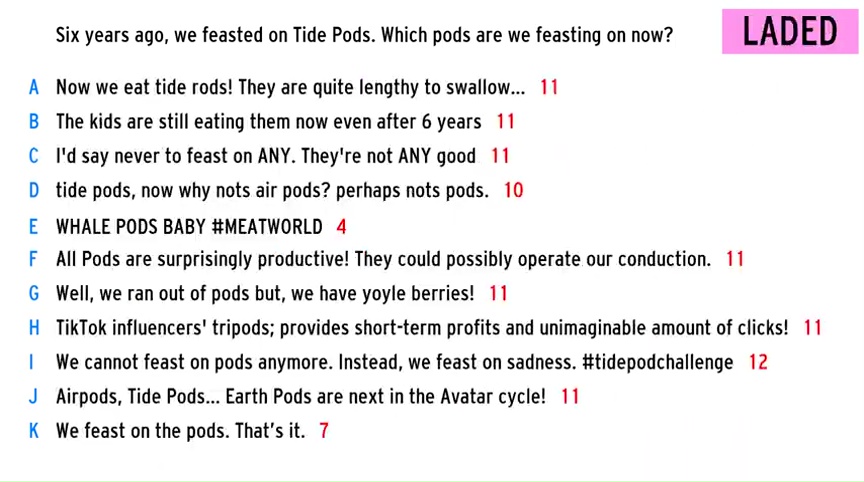 Six years ago, we feasted on Tide Pods. Which pods are we feasting on now?
LADED
A Now we eat tide rods! They are quite lengthy to swallow... 11
B The kids are still eating them now even after 6 years 11
C I'd say never to feast on ANY. They're not ANY good 11
D tide pods, now why nots air pods? perhaps nots pods. 10
E WHALE PODS BABY #MEATWORLD 4
F All Pods are surprisingly productive! They could possibly operate our conduction. 11
G Well, we ran out of pods but, we have yoyle berries! 11
H TikTok influencers' tripods; provides short-term profits and unimaginable amount of clicks! 11
I We cannot feast on pods anymore. Instead, we feast on sadness. #tidepodchallenge 12
J Airpods, Tide Pods... Earth Pods are next in the Avatar cycle! 11
K We feast on the pods. That's it. 7